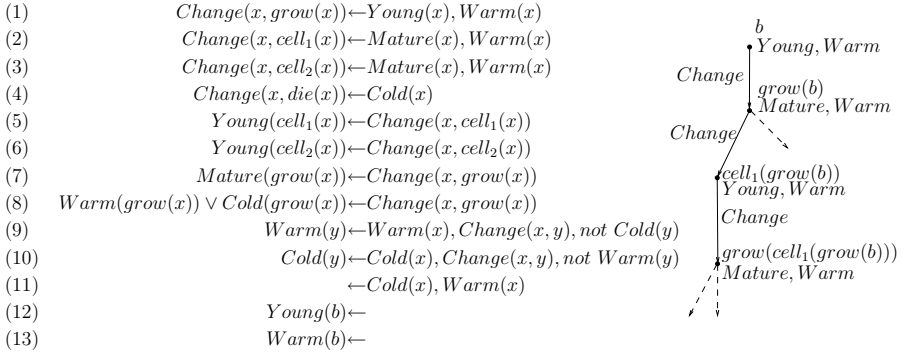 (1) Change(x, grow(x))←Young(x), Warm(x)
(2) Change(x, cell₁(x))←Mature(x), Warm(x)
(3) Change(x, cell₂(x))←Mature(x), Warm(x)
(4) Change(x, die(x))←Cold(x)
(5) Young(cell₁(x))←Change(x, cell₁(x))
(6) Young(cell₂(x))←Change(x, cell₂(x))
(7) Mature(grow(x))←Change(x, grow(x))
(8) Warm(grow(x)) ∨ Cold(grow(x))←Change(x, grow(x))
(9) Warm(y)←Warm(x), Change(x, y), not Cold(y)
(10) Cold(y)←Cold(x), Change(x, y), not Warm(y)
(11) ←Cold(x), Warm(x)
(12) Young(b)←
(13) Warm(b)←
b
Young, Warm
Change
grow(b)
Mature, Warm
Change
cell₁(grow(b))
Young, Warm
Change
grow(cell₁(grow(b)))
Mature, Warm